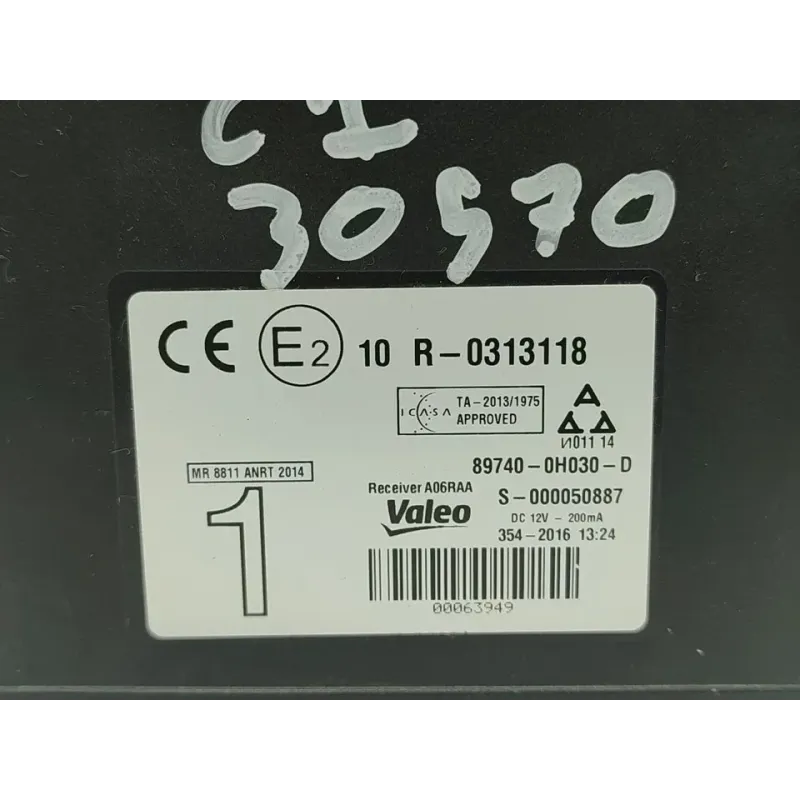 C1
30970
CE E2 10 R-0313118
ICASA TA-2013/1975
APPROVED
И011 14
MR 8811 ANRT 2014
89740-0H030-D
Receiver A06RAA
S-000050887
Valeo
DC 12V - 200mA
354-2016 13:24
1
00063949